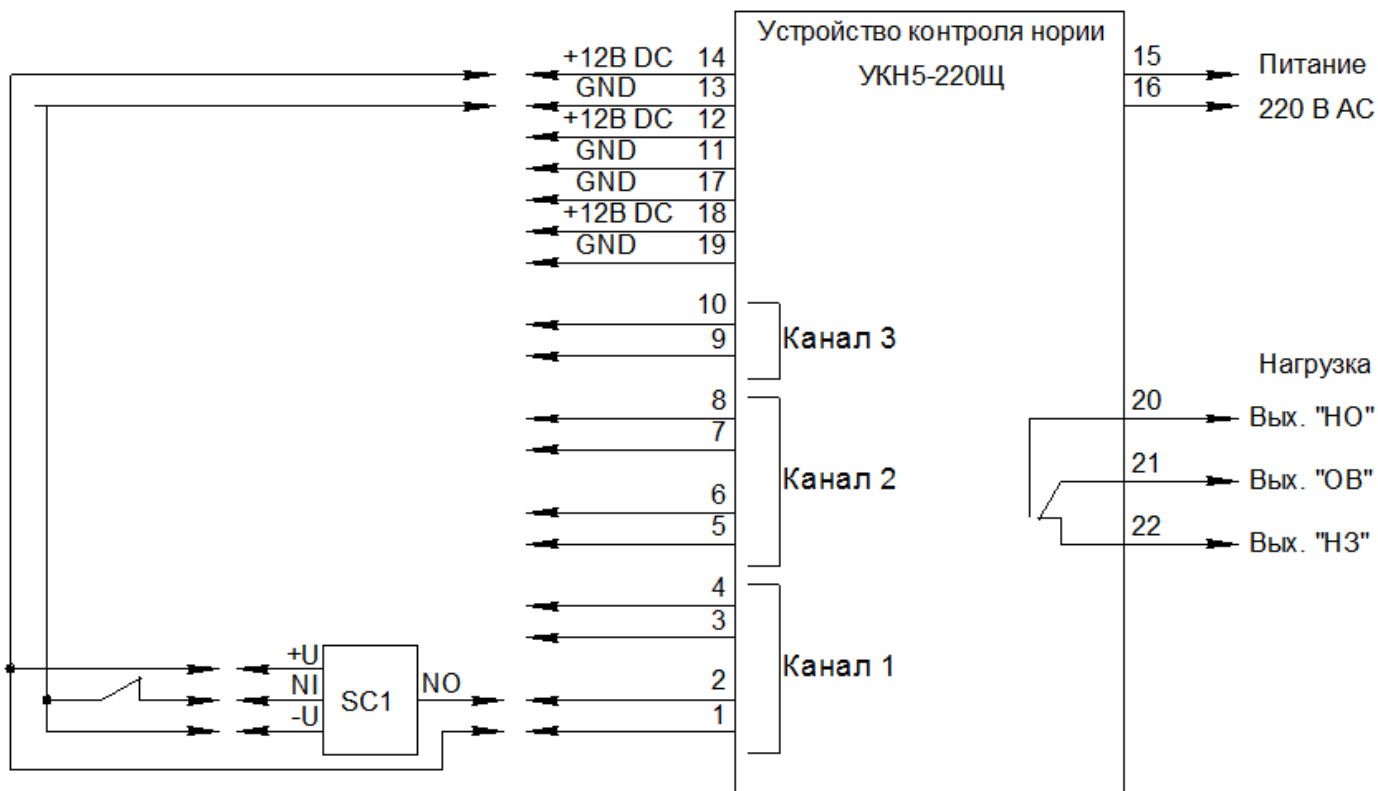 Устройство контроля нории
УКН5-220Щ
+12В DC 14
GND 13
+12В DC 12
GND 11
GND 17
+12В DC 18
GND 19
10
9
Канал 3
8
7
6
5
Канал 2
4
3
2
1
Канал 1
15
16
Питание
220 В АС
Нагрузка
20 Вых. "НО"
21 Вых. "ОВ"
22 Вых. "НЗ"
+U
NI
-U
SC1
NO